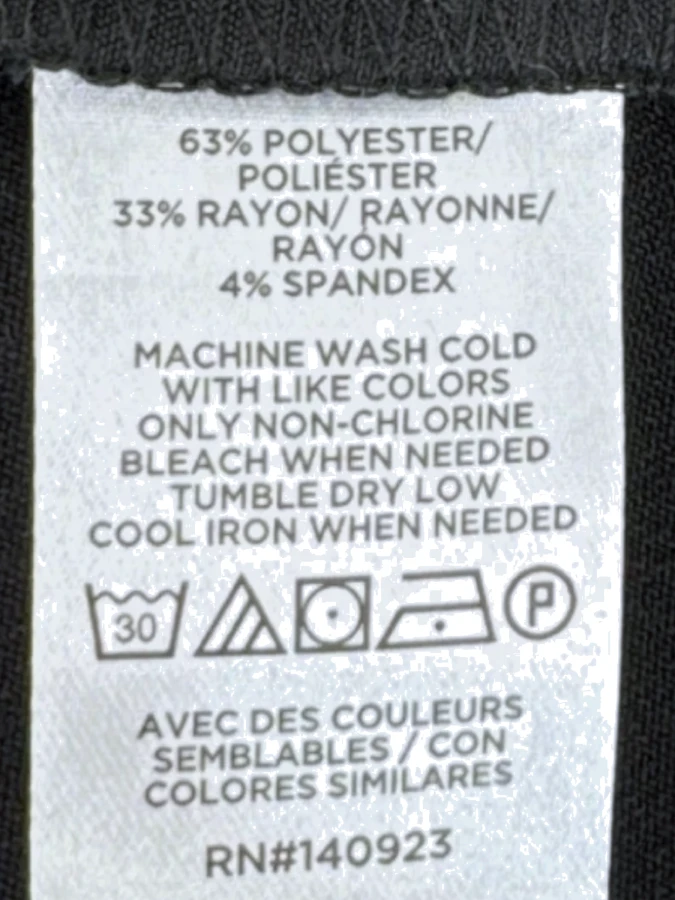 63% POLYESTER/
POLIÉSTER
33% RAYON/ RAYONNE/
RAYÓN
4% SPANDEX
MACHINE WASH COLD
WITH LIKE COLORS
ONLY NON-CHLORINE
BLEACH WHEN NEEDED
TUMBLE DRY LOW
COOL IRON WHEN NEEDED
30 P
AVEC DES COULEURS
SEMBLABLES / CON
COLORES SIMILARES
RN#140923